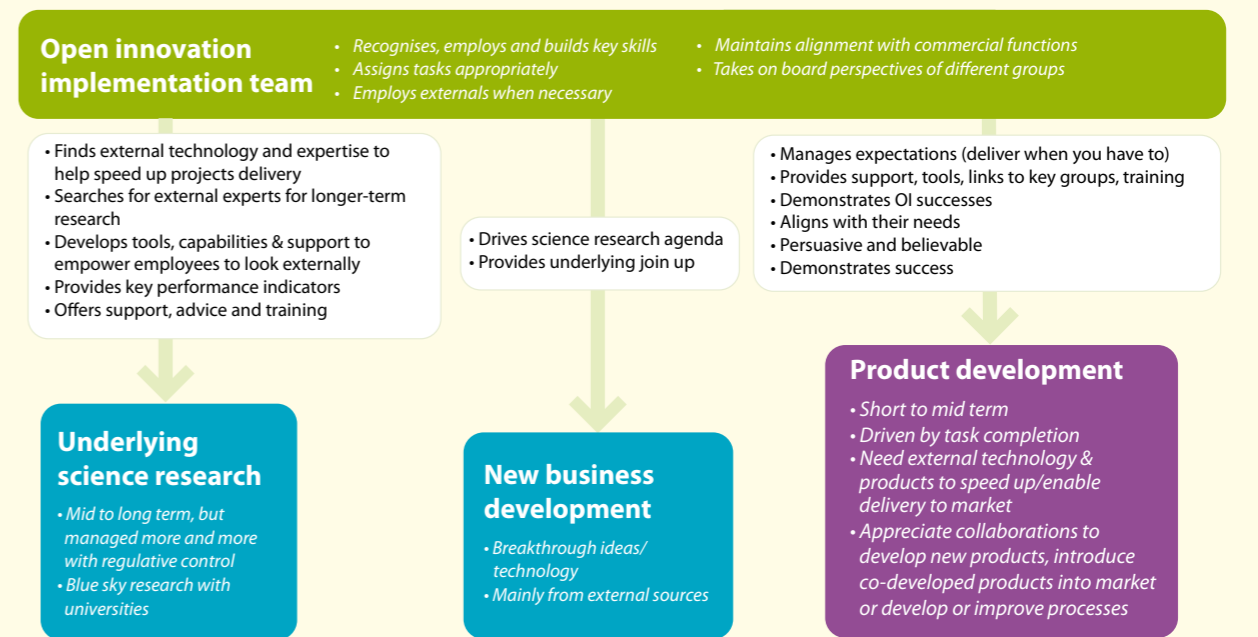 Open innovation
implementation team
• Recognises, employs and builds key skills
• Assigns tasks appropriately
• Employs externals when necessary
• Maintains alignment with commercial functions
• Takes on board perspectives of different groups
• Finds external technology and expertise to
help speed up projects delivery
• Searches for external experts for longer-term
research
• Develops tools, capabilities & support to
empower employees to look externally
• Provides key performance indicators
• Offers support, advice and training
• Drives science research agenda
• Provides underlying join up
• Manages expectations (deliver when you have to)
• Provides support, tools, links to key groups, training
• Demonstrates OI successes
• Aligns with their needs
• Persuasive and believable
• Demonstrates success
Underlying
science research
• Mid to long term, but
managed more and more
with regulative control
• Blue sky research with
universities
New business
development
• Breakthrough ideas/
technology
• Mainly from external sources
Product development
• Short to mid term
• Driven by task completion
• Need external technology &
products to speed up/enable
delivery to market
• Appreciate collaborations to
develop new products, introduce
co-developed products into market
or develop or improve processes